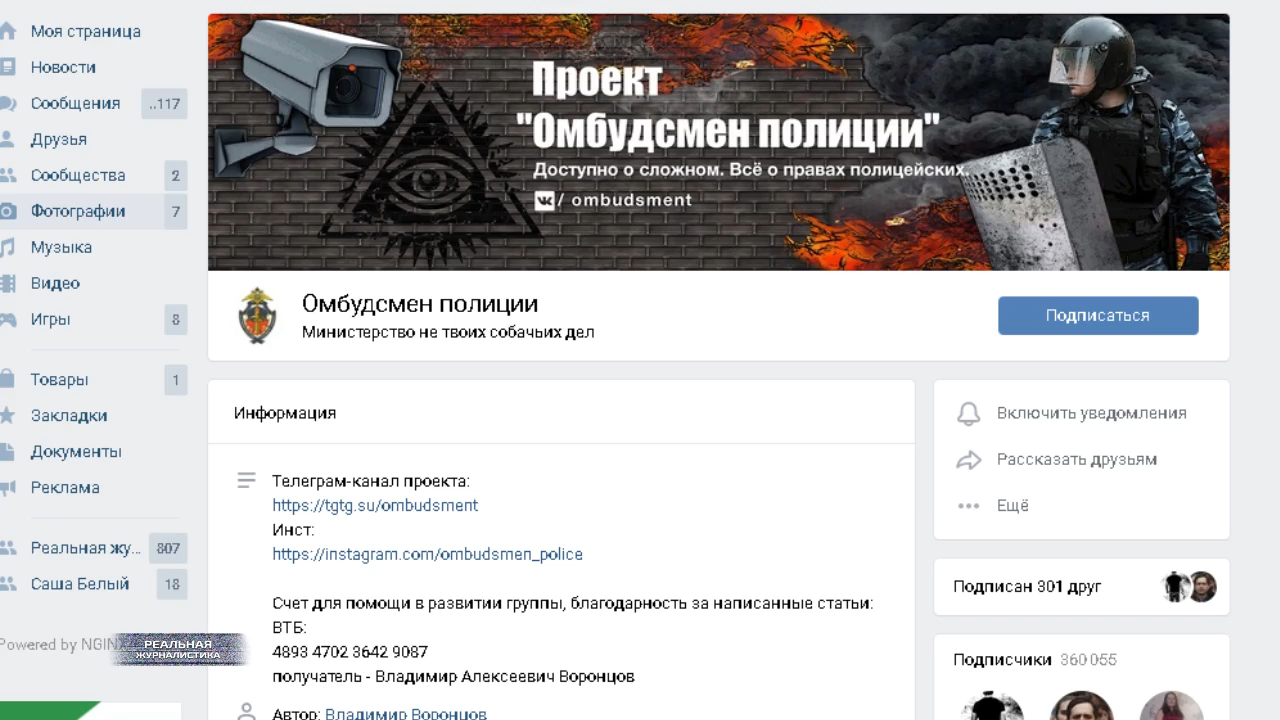 Моя страница
Новости
Сообщения ..117
Друзья
Сообщества 2
Фотографии 7
Музыка
Видео
Игры 8
Товары 1
Закладки
Документы
Реклама
Реальная жу... 807
Саша Белый 18
Powered by NGIN
РЕАЛЬНАЯ
ЖУРНАЛИСТИКА
Проект
"Омбудсмен полиции"
Доступно о сложном. Всё о правах полицейских.
/ ombudsment
Омбудсмен полиции
Министерство не твоих собачьих дел
Подписаться
Информация
Телеграм-канал проекта:
https://tgtg.su/ombudsment
Инст:
https://instagram.com/ombudsmen_police
Счет для помощи в развитии группы, благодарность за написанные статьи:
ВТБ:
4893 4702 3642 9087
получатель - Владимир Алексеевич Воронцов
Автор: Владимир Воронцов
Включить уведомления
Рассказать друзьям
Ещё
Подписан 301 друг
Подписчики 360 055